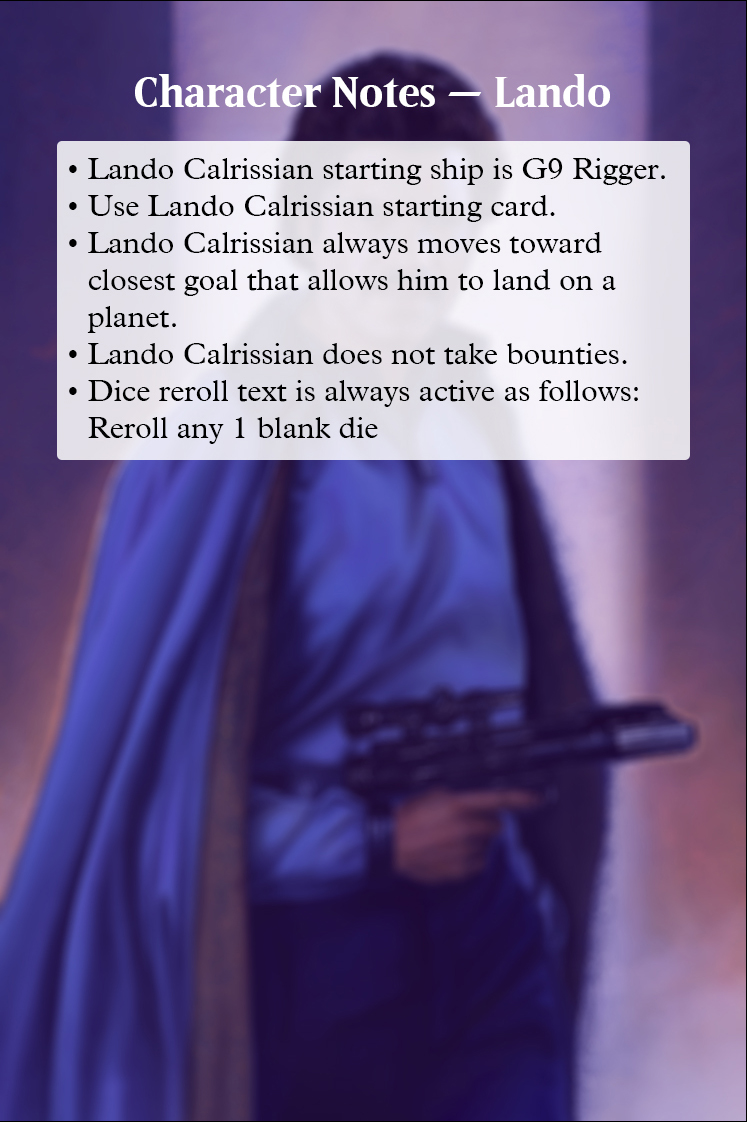 Character Notes — Lando
• Lando Calrissian starting ship is G9 Rigger.
• Use Lando Calrissian starting card.
• Lando Calrissian always moves toward
closest goal that allows him to land on a
planet.
• Lando Calrissian does not take bounties.
• Dice reroll text is always active as follows:
Reroll any 1 blank die